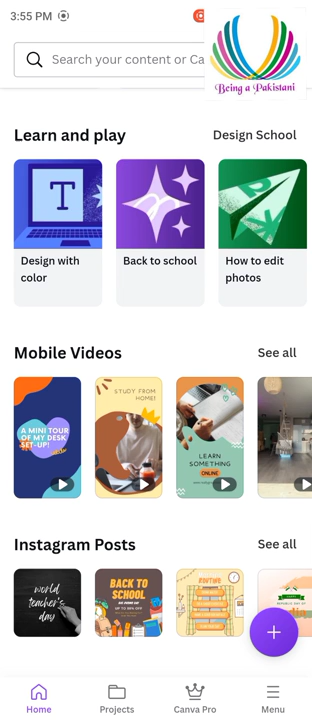 3:55 PM
Being a Pakistani
Search your content or Ca
Learn and play
Design School
T
Design with
color
Back to school
How to edit
photos
Mobile Videos
See all
A MINI TOUR
OF MY DESK
SET-UP!
STUDY FROM
HOME!
LEARN
SOMETHING
ONLINE
Instagram Posts
See all
world
teacher's
day
BACK TO
SCHOOL
ROUTINE
Home
Projects
Canva Pro
Menu